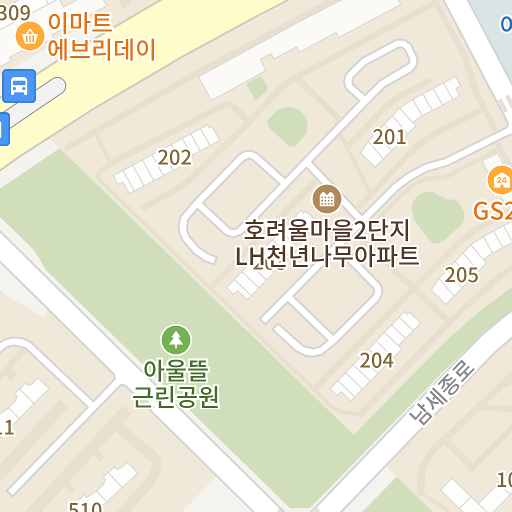 309
이마트
에브리데이
201
202
24
GS2
호려울마을2단지
LH천년나무아파트
205
아울뜰
근린공원
204
남세종로
510